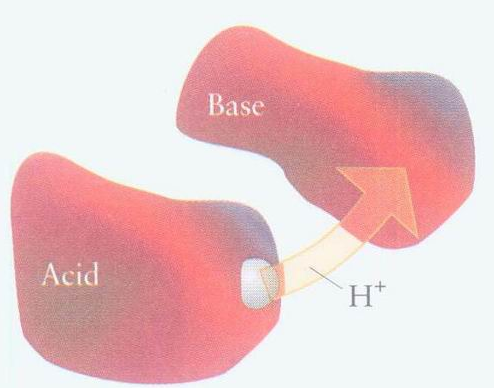 Base
Acid
H⁺